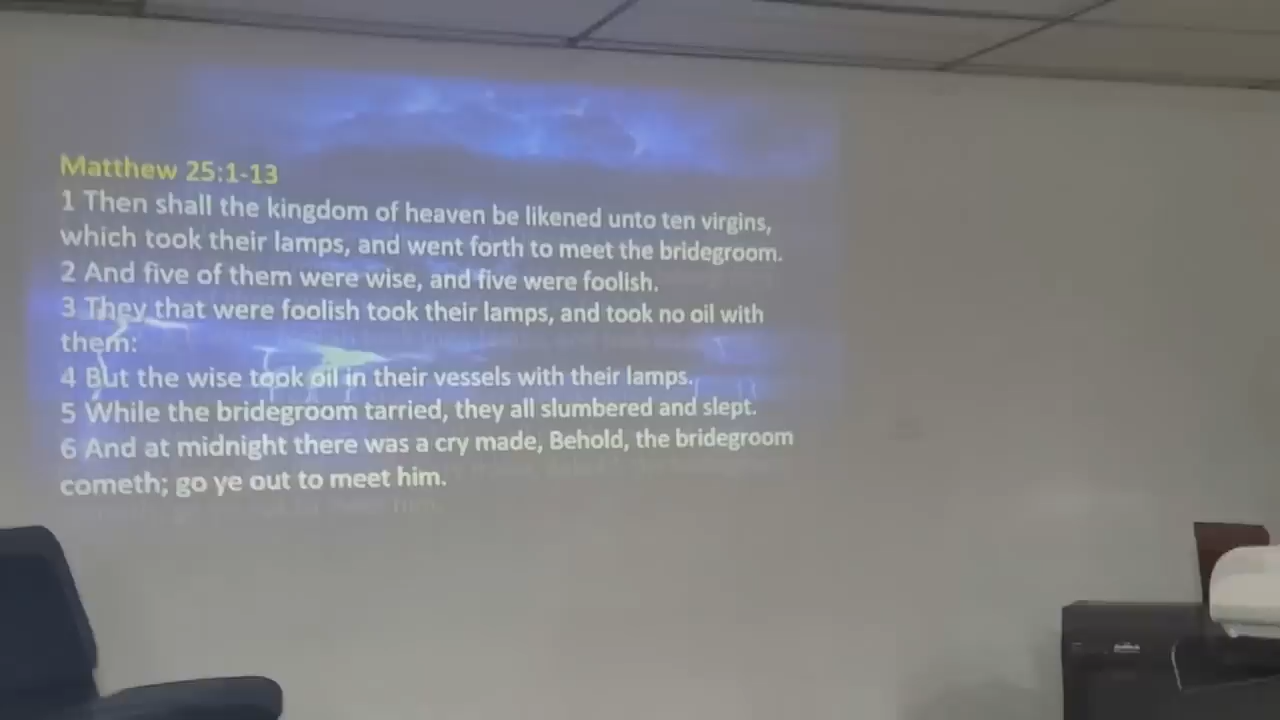 Matthew 25:1-13
1 Then shall the kingdom of heaven be likened unto ten virgins,
which took their lamps, and went forth to meet the bridegroom.
2 And five of them were wise, and five were foolish.
3 They that were foolish took their lamps, and took no oil with
them:
4 But the wise took oil in their vessels with their lamps.
5 While the bridegroom tarried, they all slumbered and slept.
6 And at midnight there was a cry made, Behold, the bridegroom
cometh; go ye out to meet him.